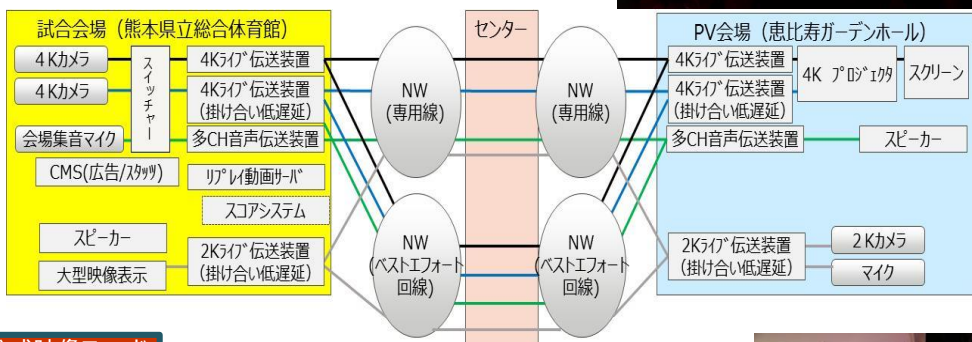 試合会場（熊本県立総合体育館）
4Kカメラ
4Kカメラ
会場集音マイク
スイッチャー
4Kﾗｲﾌﾞ伝送装置
4Kﾗｲﾌﾞ伝送装置
(掛け合い低遅延)
多CH音声伝送装置
CMS(広告/ｽﾀｯﾂ)
ﾘﾌﾟﾚｲ動画ｻｰﾊﾞ
スコアシステム
スピーカー
大型映像表示
2Kﾗｲﾌﾞ伝送装置
(掛け合い低遅延)
NW
(専用線)
NW
(ベストエフォート
回線)
センター
NW
(専用線)
NW
(ベストエフォート
回線)
PV会場（恵比寿ガーデンホール）
4Kﾗｲﾌﾞ伝送装置
4Kﾗｲﾌﾞ伝送装置
(掛け合い低遅延)
多CH音声伝送装置
4K ﾌﾟﾛｼﾞｪｸﾀ
スクリーン
スピーカー
2Kﾗｲﾌﾞ伝送装置
(掛け合い低遅延)
2Kカメラ
マイク